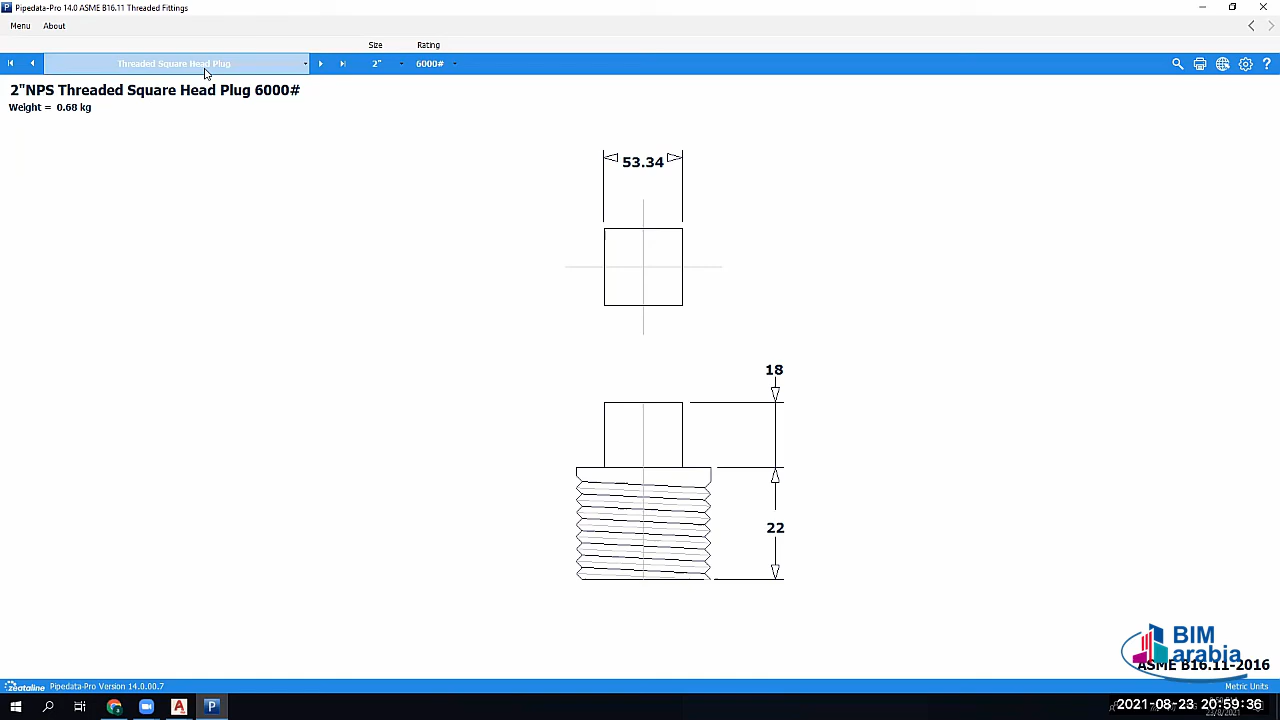 Pipedata-Pro 14.0 ASME B16.11 Threaded Fittings
Menu About
Size Rating
Threaded Square Head Plug 2" 6000#
2"NPS Threaded Square Head Plug 6000#
Weight = 0.68 kg
53.34
18
22
BIM
arabia
ASME B16.11-2016
Zeataline Pipedata-Pro Version 14.0.00.7 Metric Units
2021-08-23 20:59:36